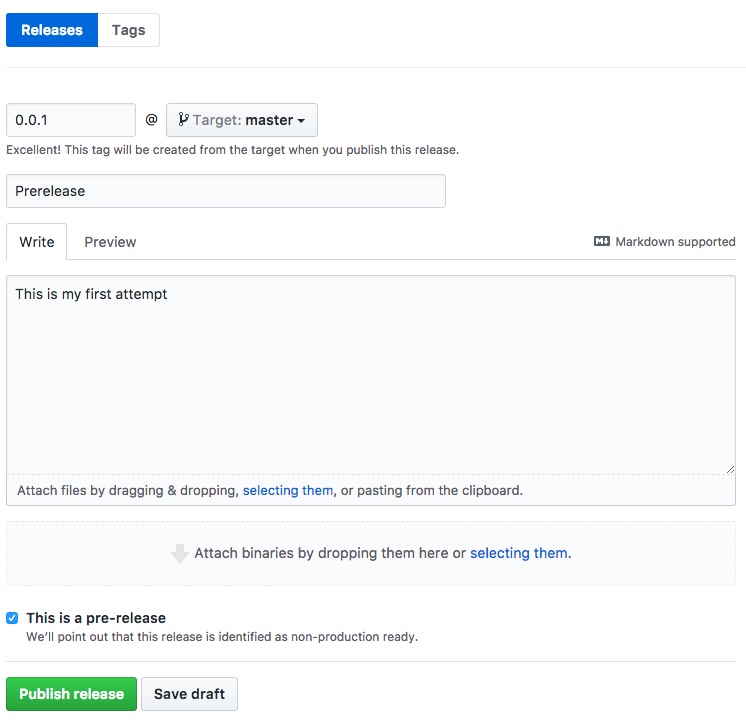 Releases Tags
0.0.1 @ Target: master
Excellent! This tag will be created from the target when you publish this release.
Prerelease
Write Preview Markdown supported
This is my first attempt
Attach files by dragging & dropping, selecting them, or pasting from the clipboard.
Attach binaries by dropping them here or selecting them.
This is a pre-release
We’ll point out that this release is identified as non-production ready.
Publish release Save draft